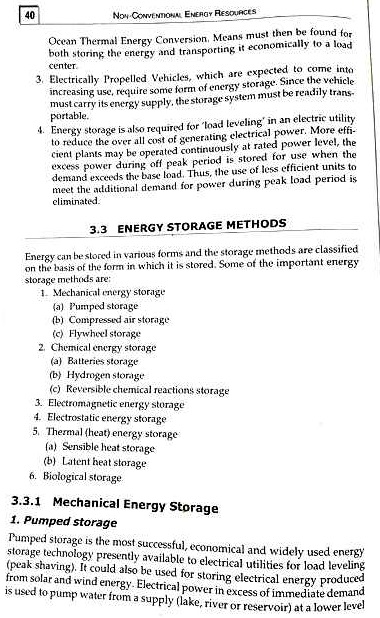 40
NON-CONVENTIONAL ENERGY RESOURCES
Ocean Thermal Energy Conversion. Means must then be found for
both storing the energy and transporting it economically to a load
center.
3. Electrically Propelled Vehicles, which are expected to come into
increasing use, require some form of energy storage. Since the vehicle
must carry its energy supply, the storage system must be readily trans-
portable.
4. Energy storage is also required for 'load leveling' in an electric utility
to reduce the over all cost of generating electrical power. More effi-
cient plants may be operated continuously at rated power level, the
excess power during off peak period is stored for use when the
demand exceeds the base load. Thus, the use of less efficient units to
meet the additional demand for power during peak load period is
eliminated.
3.3 ENERGY STORAGE METHODS
Energy can be stored in various forms and the storage methods are classified
on the basis of the form in which it is stored. Some of the important energy
storage methods are:
1. Mechanical energy storage
(a) Pumped storage
(b) Compressed air storage
(c) Flywheel storage
2. Chemical energy storage
(a) Batteries storage
(b) Hydrogen storage
(c) Reversible chemical reactions storage
3. Electromagnetic energy storage
4. Electrostatic energy storage
5. Thermal (heat) energy storage
(a) Sensible heat storage
(b) Latent heat storage
6. Biological storage
3.3.1 Mechanical Energy Storage
1. Pumped storage
Pumped storage is the most successful, economical and widely used energy
storage technology presently available to electrical utilities for load leveling
(peak shaving). It could also be used for storing electrical energy produced
from solar and wind energy. Electrical power in excess of immediate demand
is used to pump water from a supply (lake, river or reservoir) at a lower level